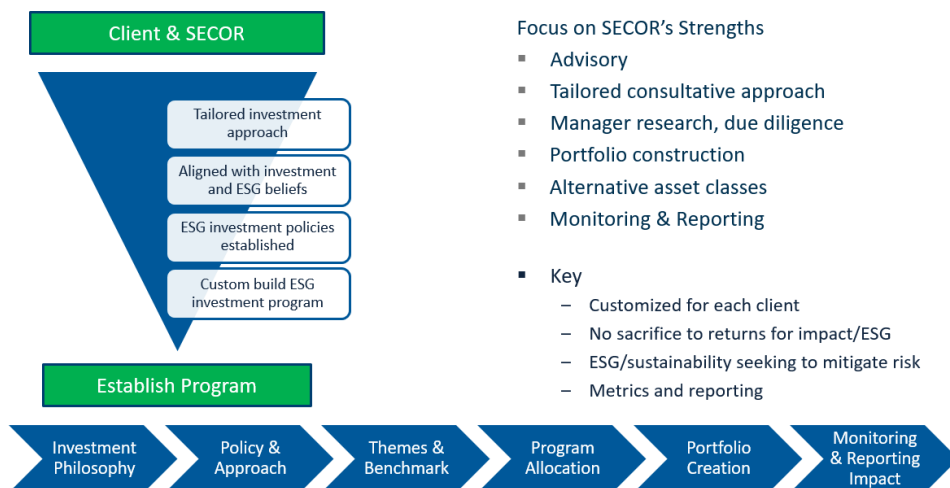 Client & SECOR
Tailored investment
approach
Aligned with investment
and ESG beliefs
ESG investment policies
established
Custom build ESG
investment program
Establish Program
Focus on SECOR's Strengths
▪ Advisory
▪ Tailored consultative approach
▪ Manager research, due diligence
▪ Portfolio construction
▪ Alternative asset classes
▪ Monitoring & Reporting
▪ Key
– Customized for each client
– No sacrifice to returns for impact/ESG
– ESG/sustainability seeking to mitigate risk
– Metrics and reporting
Investment
Philosophy
Policy &
Approach
Themes &
Benchmark
Program
Allocation
Portfolio
Creation
Monitoring
& Reporting
Impact